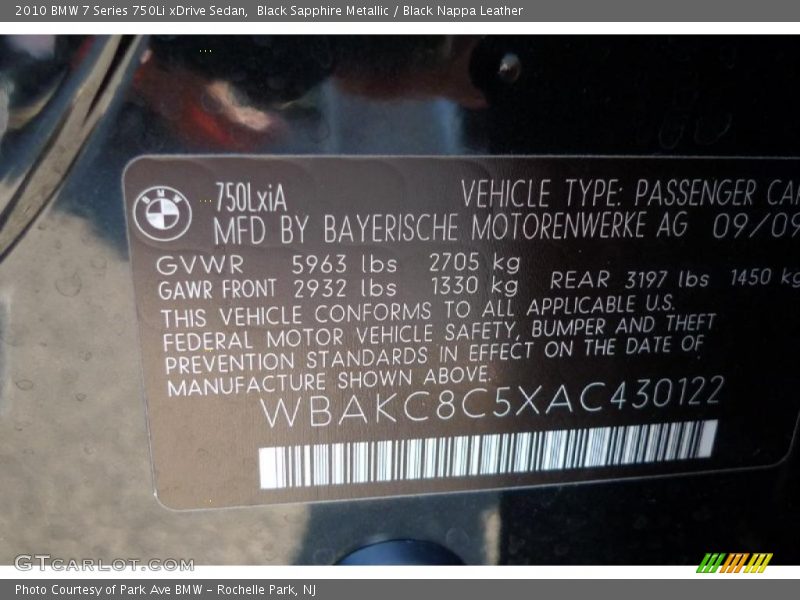 2010 BMW 7 Series 750Li xDrive Sedan,  Black Sapphire Metallic / Black Nappa Leather
BMW
750LxiA
VEHICLE TYPE: PASSENGER CAR
MFD BY BAYERISCHE MOTORENWERKE AG 09/09
GVWR 5963 lbs 2705 kg
GAWR FRONT 2932 lbs 1330 kg REAR 3197 lbs 1450 kg
THIS VEHICLE CONFORMS TO ALL APPLICABLE U.S.
FEDERAL MOTOR VEHICLE SAFETY, BUMPER AND THEFT
PREVENTION STANDARDS IN EFFECT ON THE DATE OF
MANUFACTURE SHOWN ABOVE.
WBAKC8C5XAC430122
GTcarlot.com
Photo Courtesy of Park Ave BMW - Rochelle Park, NJ